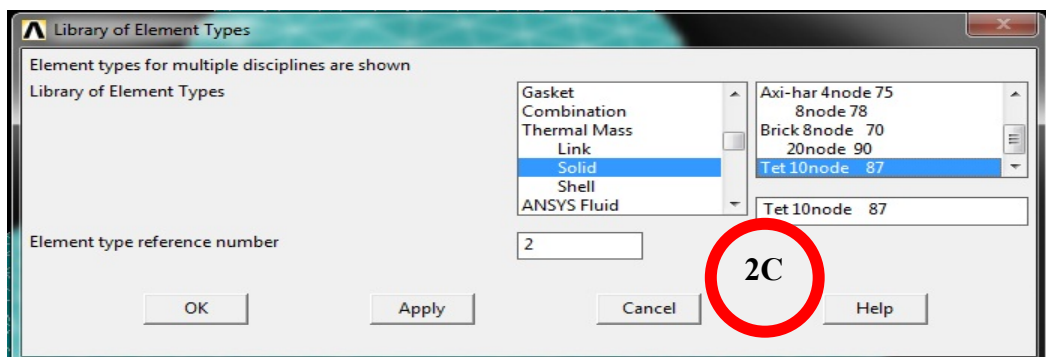 Library of Element Types
Element types for multiple disciplines are shown
Library of Element Types
Gasket
Combination
Thermal Mass
Link
Solid
Shell
ANSYS Fluid
Axi-har 4node 75
8node 78
Brick 8node 70
20node 90
Tet 10node 87
Tet 10node 87
Element type reference number
2
2C
OK
Apply
Cancel
Help